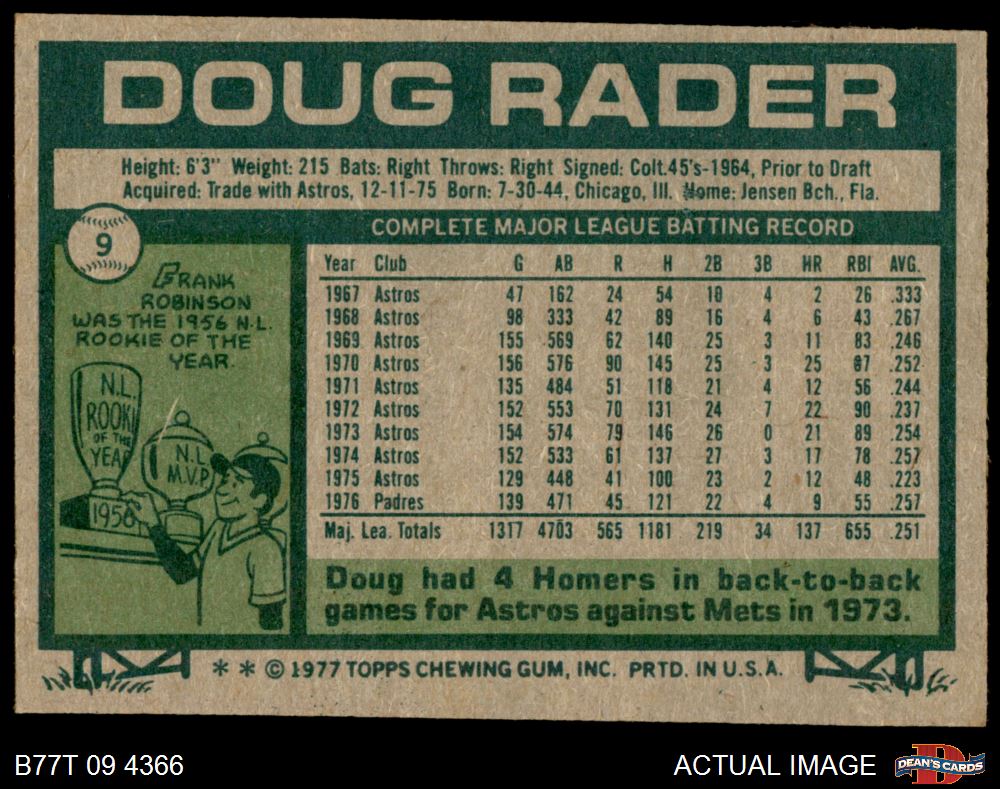 DOUG RADER
Height: 6'3" Weight: 215 Bats: Right Throws: Right Signed: Colt.45's-1964, Prior to Draft
Acquired: Trade with Astros, 12-11-75 Born: 7-30-44, Chicago, Ill. Home: Jensen Bch., Fla.
9
FRANK
ROBINSON
WAS THE 1956 N.L.
ROOKIE OF THE
YEAR.
N.L.
ROOKI
OF THE
YEAR
1956
N.L.
M.V.P
COMPLETE MAJOR LEAGUE BATTING RECORD
Year Club G AB R H 2B 3B HR RBI AVG.
1967 Astros 47 162 24 54 10 4 2 26 .333
1968 Astros 98 333 42 89 16 4 6 43 .267
1969 Astros 155 569 62 140 25 3 11 83 .246
1970 Astros 156 576 90 145 25 3 25 87 .252
1971 Astros 135 484 51 118 21 4 12 56 .244
1972 Astros 152 553 70 131 24 7 22 90 .237
1973 Astros 154 574 79 146 26 0 21 89 .254
1974 Astros 152 533 61 137 27 3 17 78 .257
1975 Astros 129 448 41 100 23 2 12 48 .223
1976 Padres 139 471 45 121 22 4 9 55 .257
Maj. Lea. Totals 1317 4703 565 1181 219 34 137 655 .251
Doug had 4 Homers in back-to-back
games for Astros against Mets in 1973.
* * © 1977 TOPPS CHEWING GUM, INC. PRTD. IN U.S.A.
B77T 09 4366
ACTUAL IMAGE
DEAN'S CARDS